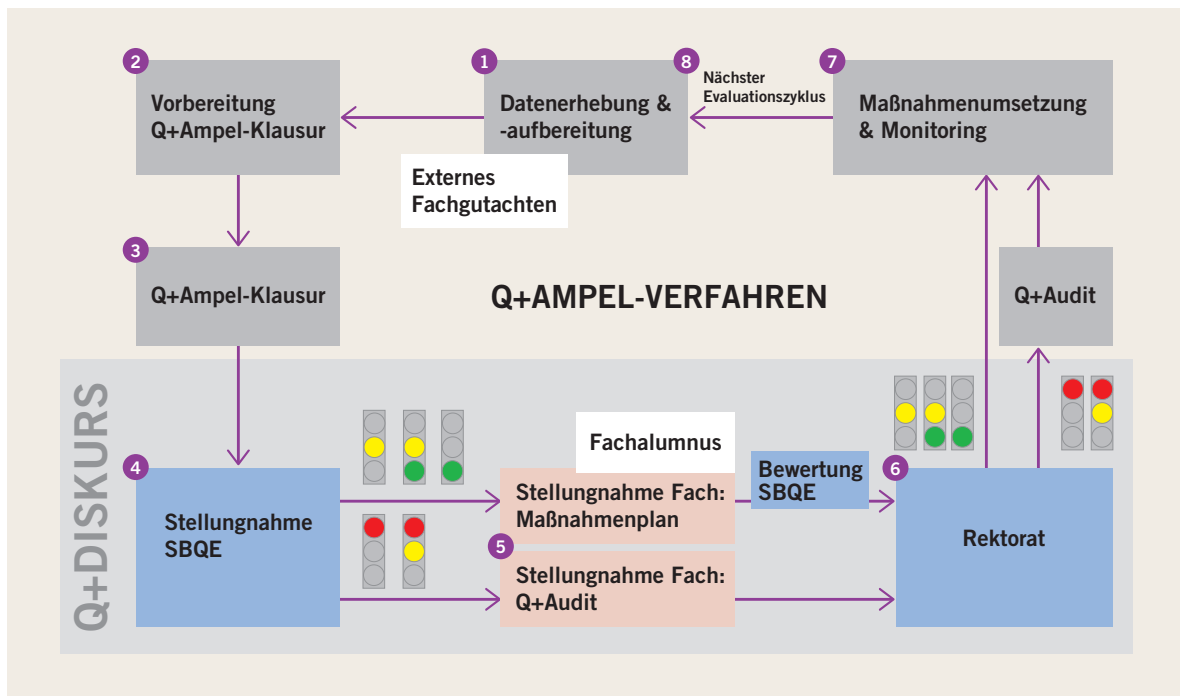 2
Vorbereitung
Q+Ampel-Klausur
1
Datenerhebung &
-aufbereitung
Externes
Fachgutachten
8
Nächster
Evaluationszyklus
7
Maßnahmenumsetzung
& Monitoring
3
Q+Ampel-Klausur
Q+AMPEL-VERFAHREN
Q+Audit
Q+DISKURS
4
Stellungnahme
SBQE
Fachalumnus
Stellungnahme Fach:
Maßnahmenplan
5
Stellungnahme Fach:
Q+Audit
Bewertung
SBQE
6
Rektorat